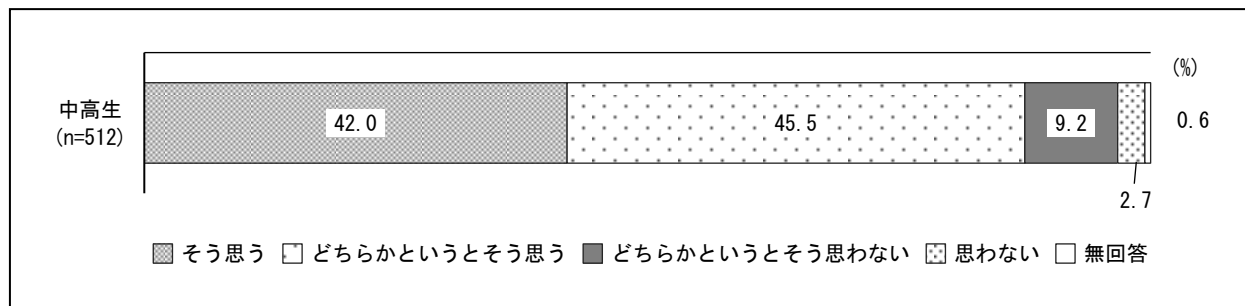 (%)
中高生
(n=512)
42.0
45.5
9.2
0.6
2.7
そう思う どちらかというとそう思う どちらかというとそう思わない 思わない 無回答